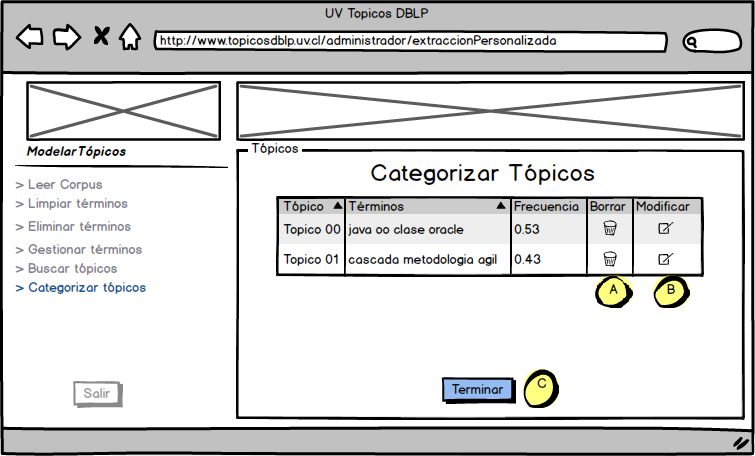 UV Topicos DBLP
http://www.topicosdblp.uv.cl/administrador/extraccionPersonalizada
Modelar Tópicos
> Leer Corpus
> Limpiar términos
> Eliminar términos
> Gestionar términos
> Buscar tópicos
> Categorizar tópicos
Salir
Tópicos
Categorizar Tópicos
Tópico Términos Frecuencia Borrar Modificar
Topico 00 java oo clase oracle 0.53
Topico 01 cascada metodologia agil 0.43
A B
Terminar C